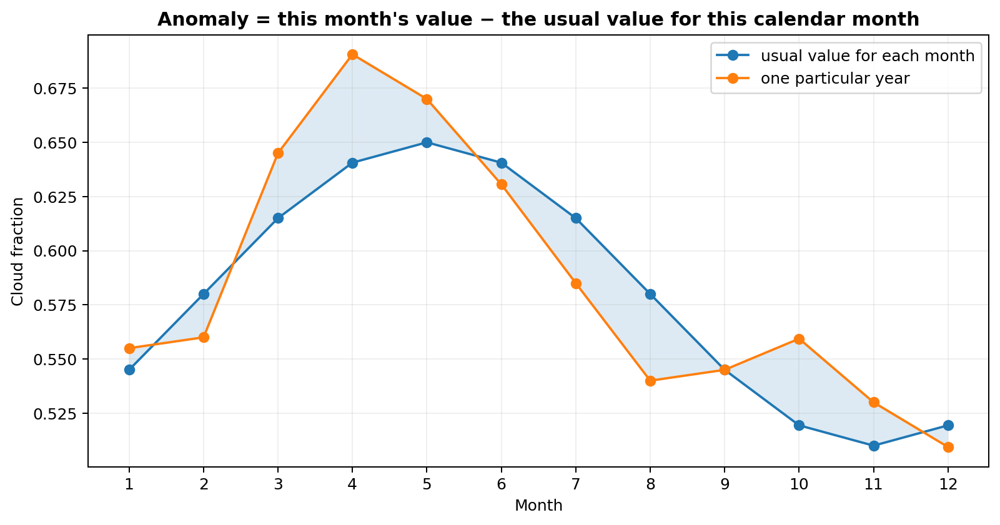 Anomaly = this month's value − the usual value for this calendar month
usual value for each month
one particular year
Cloud fraction
0.675
0.650
0.625
0.600
0.575
0.550
0.525
1 2 3 4 5 6 7 8 9 10 11 12
Month